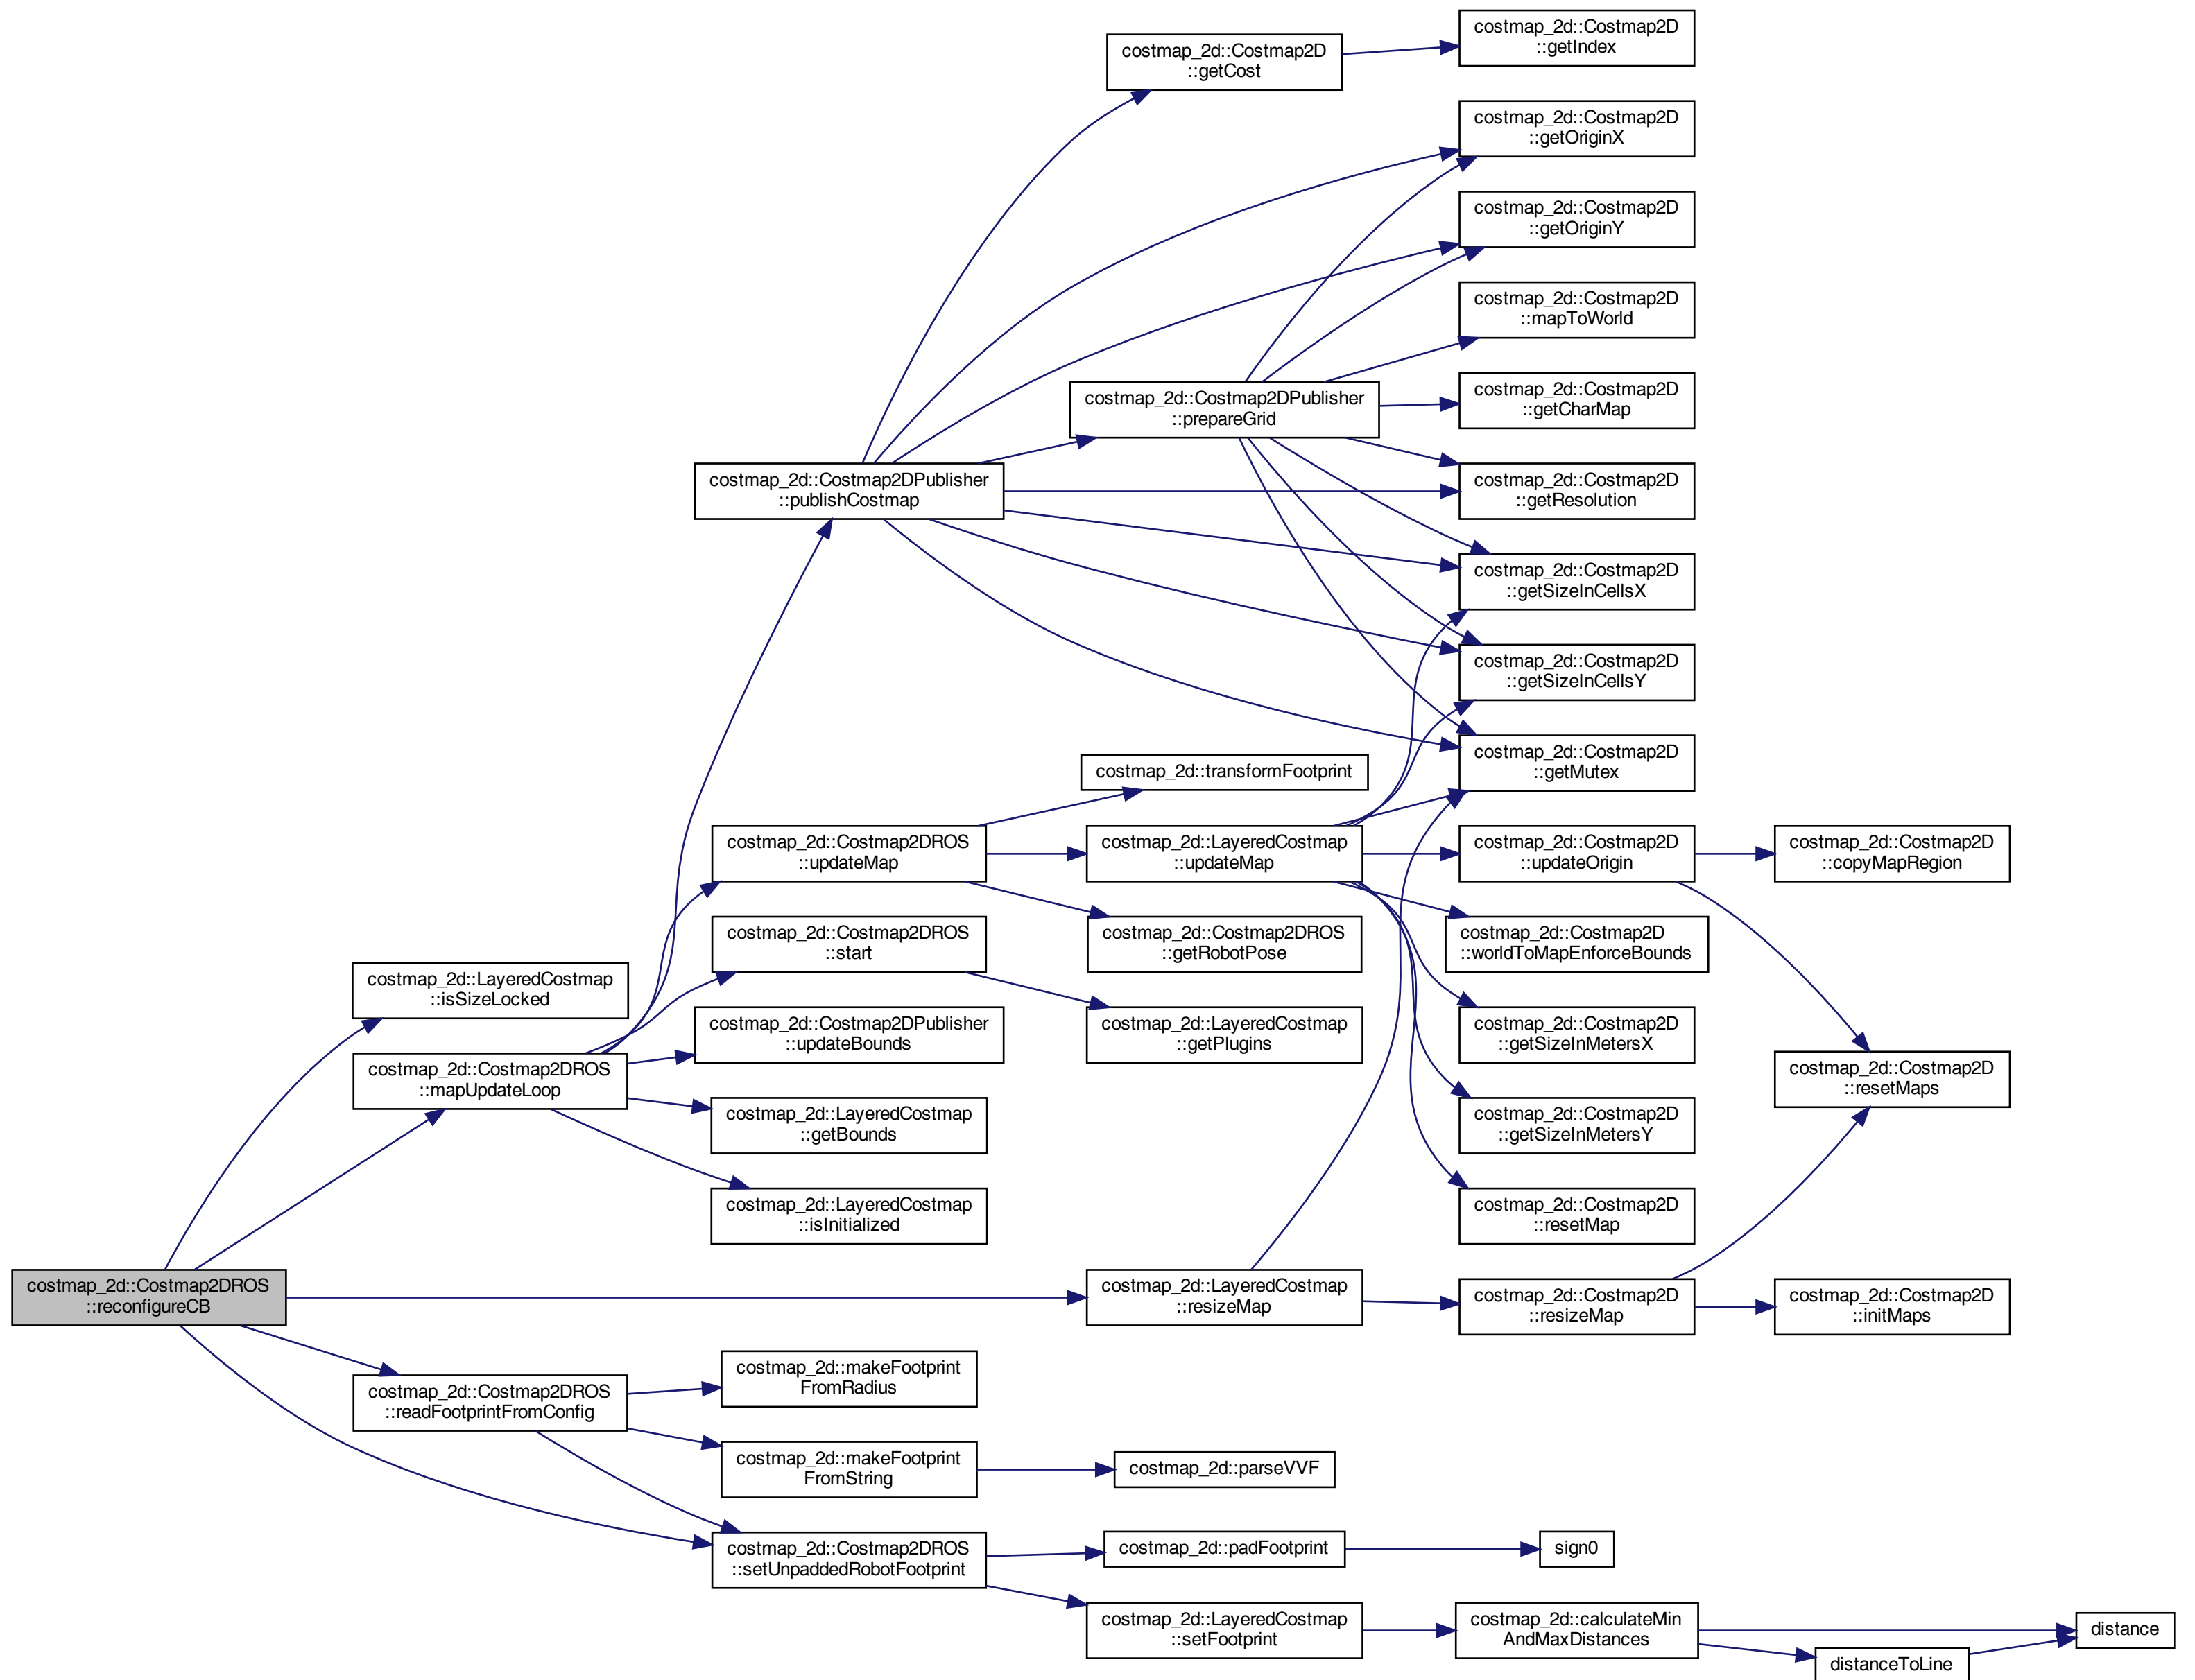 costmap_2d::Costmap2DROS
::reconfigureCB
costmap_2d::LayeredCostmap
::isSizeLocked
costmap_2d::Costmap2DROS
::mapUpdateLoop
costmap_2d::Costmap2DROS
::readFootprintFromConfig
costmap_2d::Costmap2DPublisher
::publishCostmap
costmap_2d::Costmap2DROS
::updateMap
costmap_2d::Costmap2DROS
::start
costmap_2d::Costmap2DPublisher
::updateBounds
costmap_2d::LayeredCostmap
::getBounds
costmap_2d::LayeredCostmap
::isInitialized
costmap_2d::makeFootprint
FromRadius
costmap_2d::makeFootprint
FromString
costmap_2d::Costmap2DROS
::setUnpaddedRobotFootprint
costmap_2d::Costmap2D
::getCost
costmap_2d::Costmap2DPublisher
::prepareGrid
costmap_2d::transformFootprint
costmap_2d::LayeredCostmap
::updateMap
costmap_2d::Costmap2DROS
::getRobotPose
costmap_2d::LayeredCostmap
::getPlugins
costmap_2d::LayeredCostmap
::resizeMap
costmap_2d::parseVVF
costmap_2d::padFootprint
costmap_2d::LayeredCostmap
::setFootprint
costmap_2d::Costmap2D
::getIndex
costmap_2d::Costmap2D
::getOriginX
costmap_2d::Costmap2D
::getOriginY
costmap_2d::Costmap2D
::mapToWorld
costmap_2d::Costmap2D
::getCharMap
costmap_2d::Costmap2D
::getResolution
costmap_2d::Costmap2D
::getSizeInCellsX
costmap_2d::Costmap2D
::getSizeInCellsY
costmap_2d::Costmap2D
::getMutex
costmap_2d::Costmap2D
::updateOrigin
costmap_2d::Costmap2D
::worldToMapEnforceBounds
costmap_2d::Costmap2D
::getSizeInMetersX
costmap_2d::Costmap2D
::getSizeInMetersY
costmap_2d::Costmap2D
::resetMap
costmap_2d::Costmap2D
::resizeMap
sign0
costmap_2d::calculateMin
AndMaxDistances
costmap_2d::Costmap2D
::copyMapRegion
costmap_2d::Costmap2D
::resetMaps
costmap_2d::Costmap2D
::initMaps
distanceToLine
distance